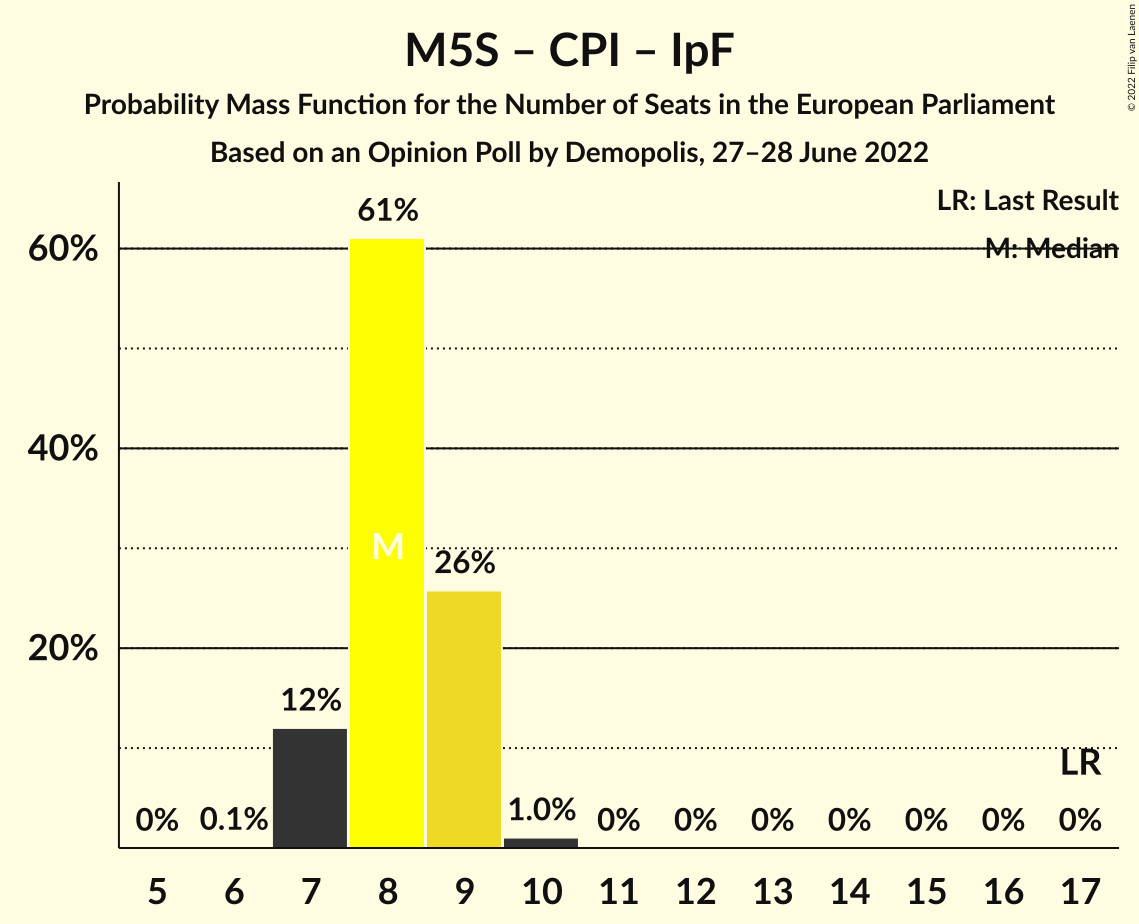 M5S – CPI – IpF
Probability Mass Function for the Number of Seats in the European Parliament
Based on an Opinion Poll by Demopolis, 27–28 June 2022
© 2022 Filip van Laenen
LR: Last Result
M: Median
60%
40%
20%
61%
M
26%
12%
LR
0% 0.1% 1.0% 0% 0% 0% 0% 0% 0% 0%
5 6 7 8 9 10 11 12 13 14 15 16 17